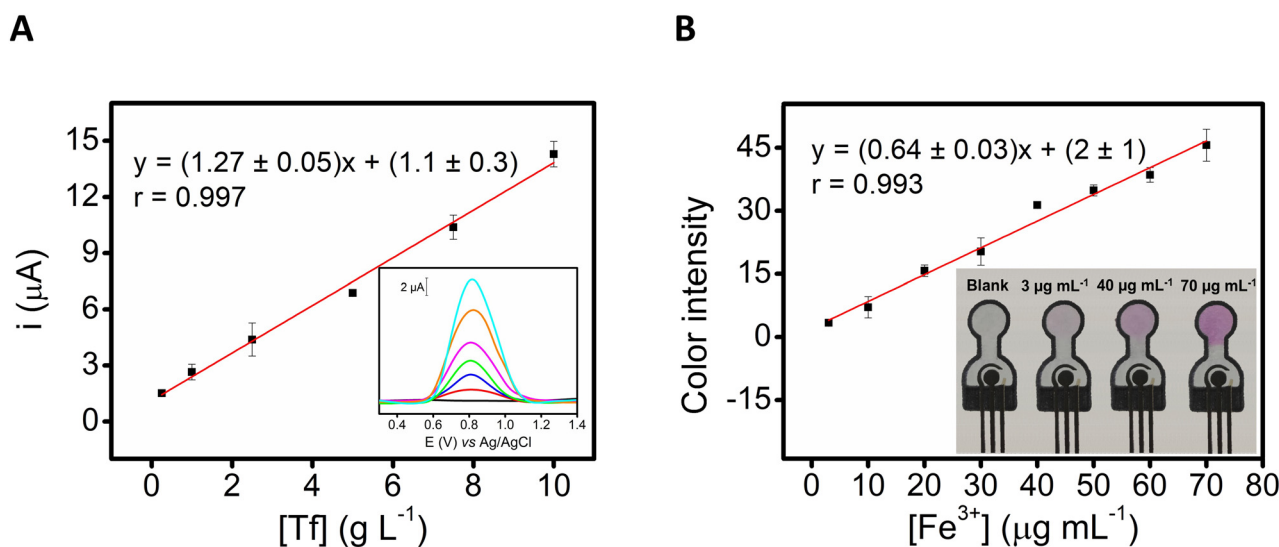 A
y = (1.27 ± 0.05)x + (1.1 ± 0.3)
r = 0.997
i (μA)
15
12
9
6
3
0
0 2 4 6 8 10
[Tf] (g L⁻¹)
2 μA
0.4 0.6 0.8 1.0 1.2 1.4
E (V) vs Ag/AgCl
B
y = (0.64 ± 0.03)x + (2 ± 1)
r = 0.993
Color intensity
45
30
15
0
-15
0 10 20 30 40 50 60 70 80
[Fe³⁺] (μg mL⁻¹)
Blank 3 μg mL⁻¹ 40 μg mL⁻¹ 70 μg mL⁻¹